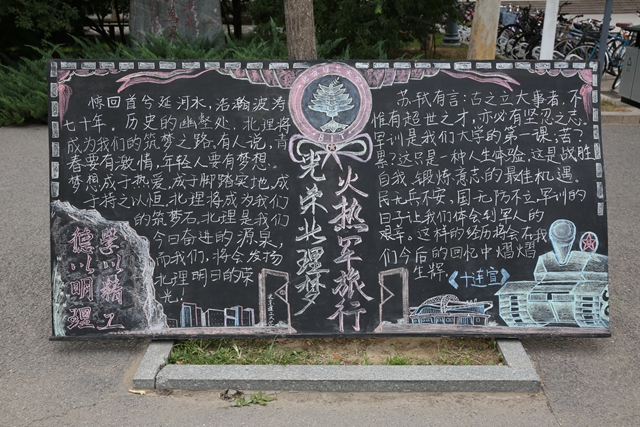 惊回首兮延河水,浩瀚波涛
七十年。历史的幽整处,北理将
成为我们的筑梦之路。有人说,青
春要有激情,年轻人要有梦想。
梦想成于热爱,成于脚踏实地,成
于持之以恒,北理将成为我们
的筑梦石,北理是我们
今日奋进的源泉,
而我们,将会发扬
北理明日的荣
光。
德以明理
学以精工
光荣北理梦
火热军旅行
苏轼有言:古之立大事者,不
惟有超世之才,亦必有坚忍之志。
军训是我们大学的第一课;苦?
累?这只是一种人生体验,这是战胜
自我、锻炼意志的最佳机遇。
民无兵不安,国无防不立军训的
日子让我们体会到军人的
艰辛。这样的经历将会在我
们今后的回忆中熠熠
生辉。
《十连宣》